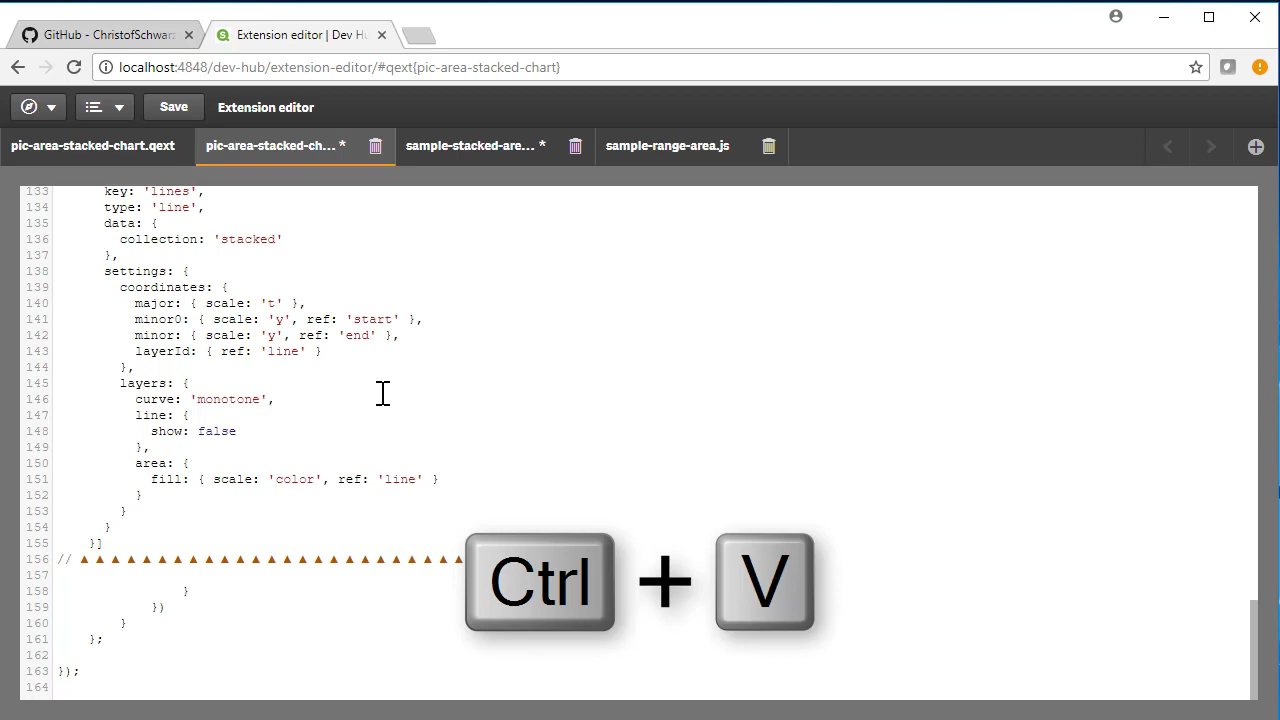 GitHub - ChristofSchwarz
Extension editor | Dev Hu
localhost:4848/dev-hub/extension-editor/#qext{pic-area-stacked-chart}
Save
Extension editor
pic-area-stacked-chart.qext
pic-area-stacked-ch... *
sample-stacked-are... *
sample-range-area.js
133 key: 'lines',
134 type: 'line',
135 data: {
136 collection: 'stacked'
137 },
138 settings: {
139 coordinates: {
140 major: { scale: 't' },
141 minor0: { scale: 'y', ref: 'start' },
142 minor: { scale: 'y', ref: 'end' },
143 layerId: { ref: 'line' }
144 },
145 layers: {
146 curve: 'monotone',
147 line: {
148 show: false
149 },
150 area: {
151 fill: { scale: 'color', ref: 'line' }
152 }
153 }
154 }
155 }]
156 // ▲ ▲ ▲ ▲ ▲ ▲ ▲ ▲ ▲ ▲ ▲ ▲ ▲ ▲ ▲ ▲ ▲ ▲ ▲ ▲ ▲ ▲ ▲ ▲ ▲
157
158 }
159 })
160 }
161 };
162
163 });
164
Ctrl + V